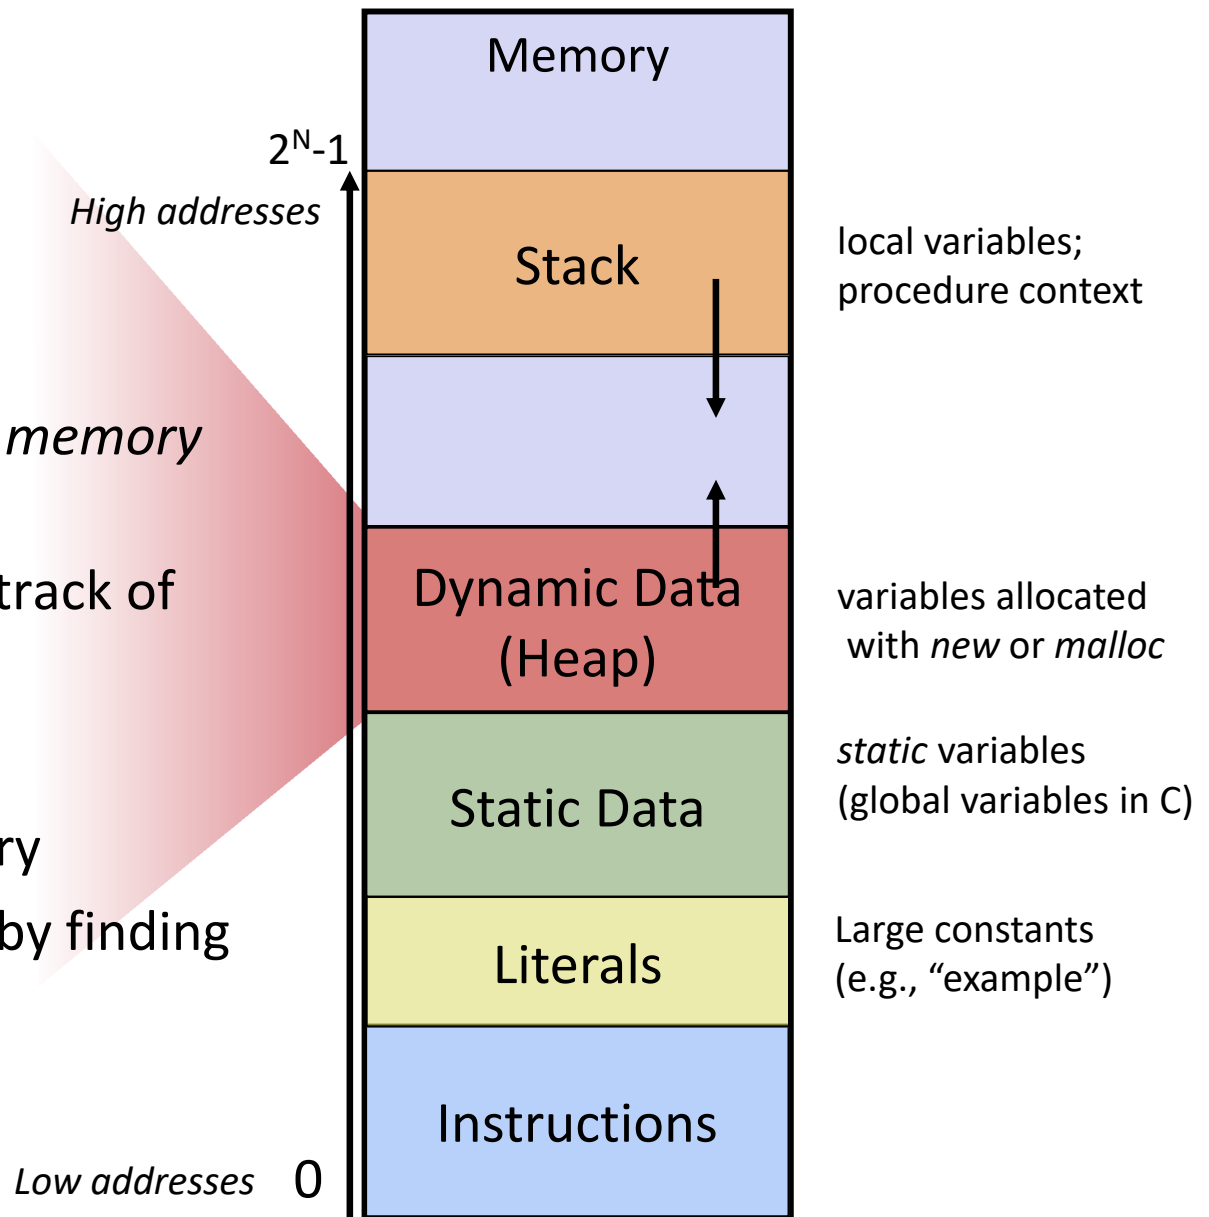 Memory
2ᴺ-1
High addresses
Stack
local variables;
procedure context
memory
track of
Dynamic Data
(Heap)
variables allocated
with new or malloc
static variables
(global variables in C)
Static Data
ry
by finding
Literals
Large constants
(e.g., “example”)
Instructions
Low addresses 0